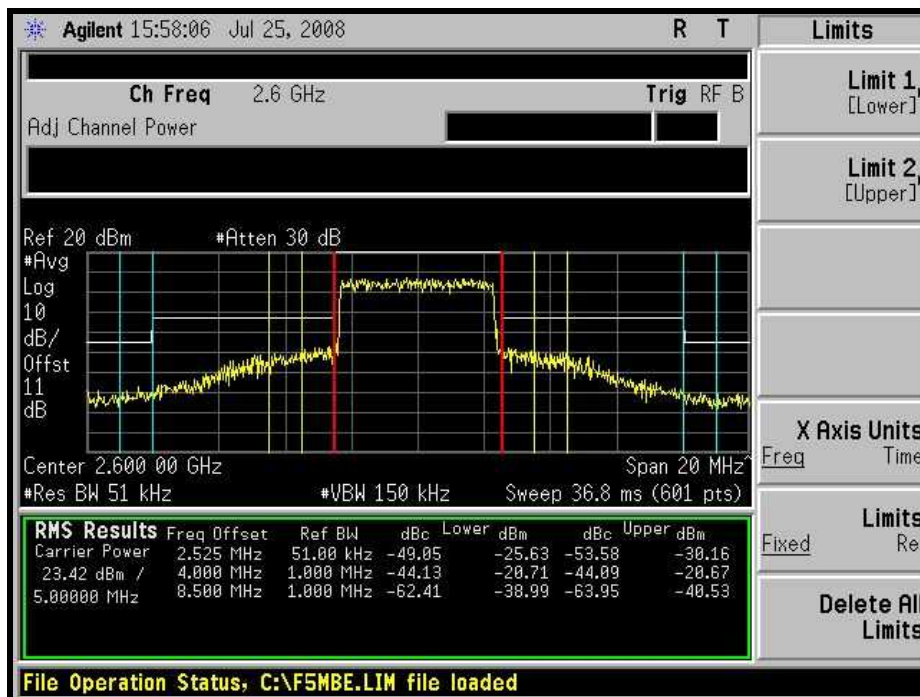 Agilent 15:58:06 Jul 25, 2008 R T
Ch Freq 2.6 GHz Trig RF B
Adj Channel Power
Ref 20 dBm #Atten 30 dB
#Avg
Log
10
dB/
Offst
11
dB
Center 2.600 00 GHz Span 20 MHz^
#Res BW 51 kHz #VBW 150 kHz Sweep 36.8 ms (601 pts)
RMS Results Freq Offset Ref BW dBc Lower dBm dBc Upper dBm
Carrier Power 2.525 MHz 51.00 kHz -49.05 -25.63 -53.58 -30.16
23.42 dBm / 4.000 MHz 1.000 MHz -44.13 -20.71 -44.09 -20.67
5.00000 MHz 8.500 MHz 1.000 MHz -62.41 -38.99 -63.95 -40.53
File Operation Status, C:\F5MBE.LIM file loaded
Limits
Limit 1
[Lower]
Limit 2
[Upper]
X Axis Units
Freq Time
Limits
Fixed Re
Delete All
Limits